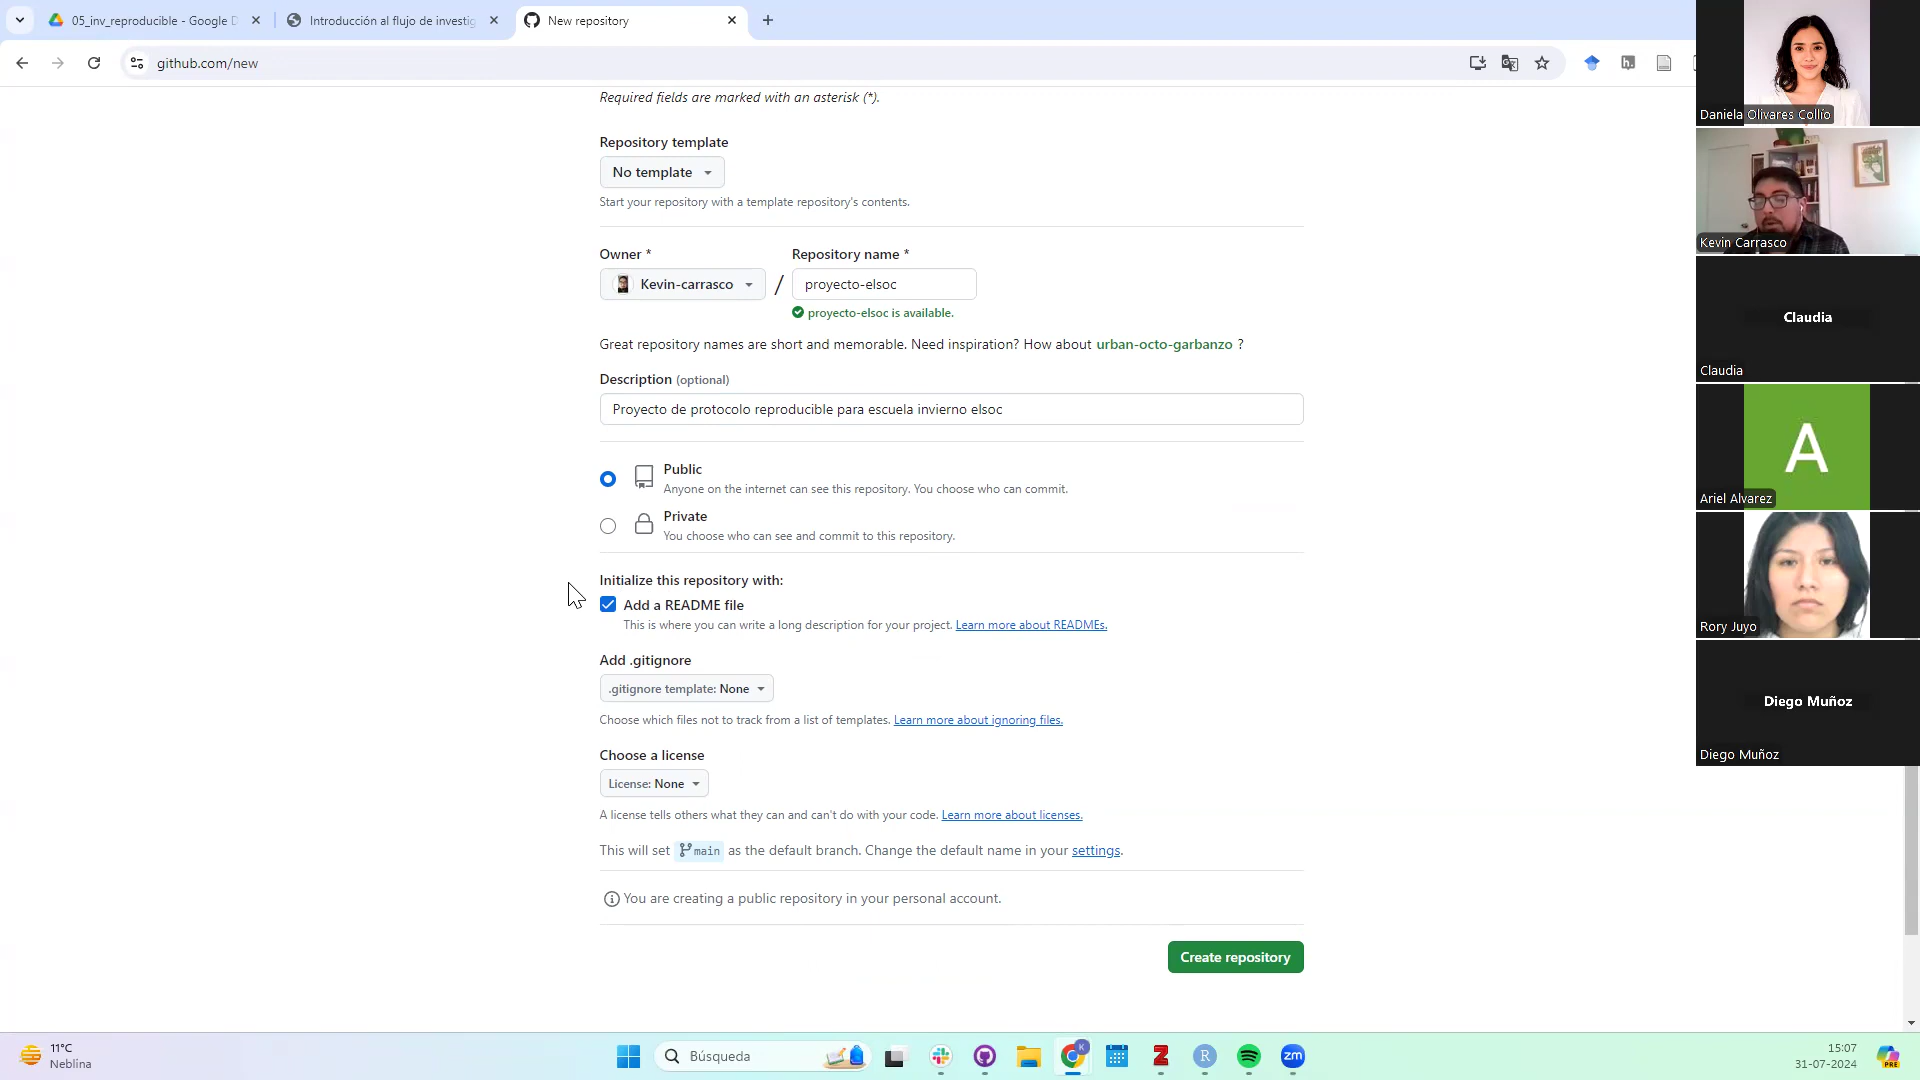 05_inv_reproducible - Google D
Introducción al flujo de investig
New repository
github.com/new
Required fields are marked with an asterisk (*).
Repository template
No template
Start your repository with a template repository's contents.
Owner *
Repository name *
Kevin-carrasco
/
proyecto-elsoc
proyecto-elsoc is available.
Great repository names are short and memorable. Need inspiration? How about urban-octo-garbanzo ?
Description (optional)
Proyecto de protocolo reproducible para escuela invierno elsoc
Public
Anyone on the internet can see this repository. You choose who can commit.
Private
You choose who can see and commit to this repository.
Initialize this repository with:
Add a README file
This is where you can write a long description for your project. Learn more about READMEs.
Add .gitignore
.gitignore template: None
Choose which files not to track from a list of templates. Learn more about ignoring files.
Choose a license
License: None
A license tells others what they can and can't do with your code. Learn more about licenses.
This will set main as the default branch. Change the default name in your settings.
You are creating a public repository in your personal account.
Create repository
Daniela Olivares Collío
Kevin Carrasco
Claudia
Claudia
A
Ariel Alvarez
Rory Juyo
Diego Muñoz
Diego Muñoz
11°C
Neblina
Búsqueda
K
Z
R
zm
15:07
31-07-2024
PRE